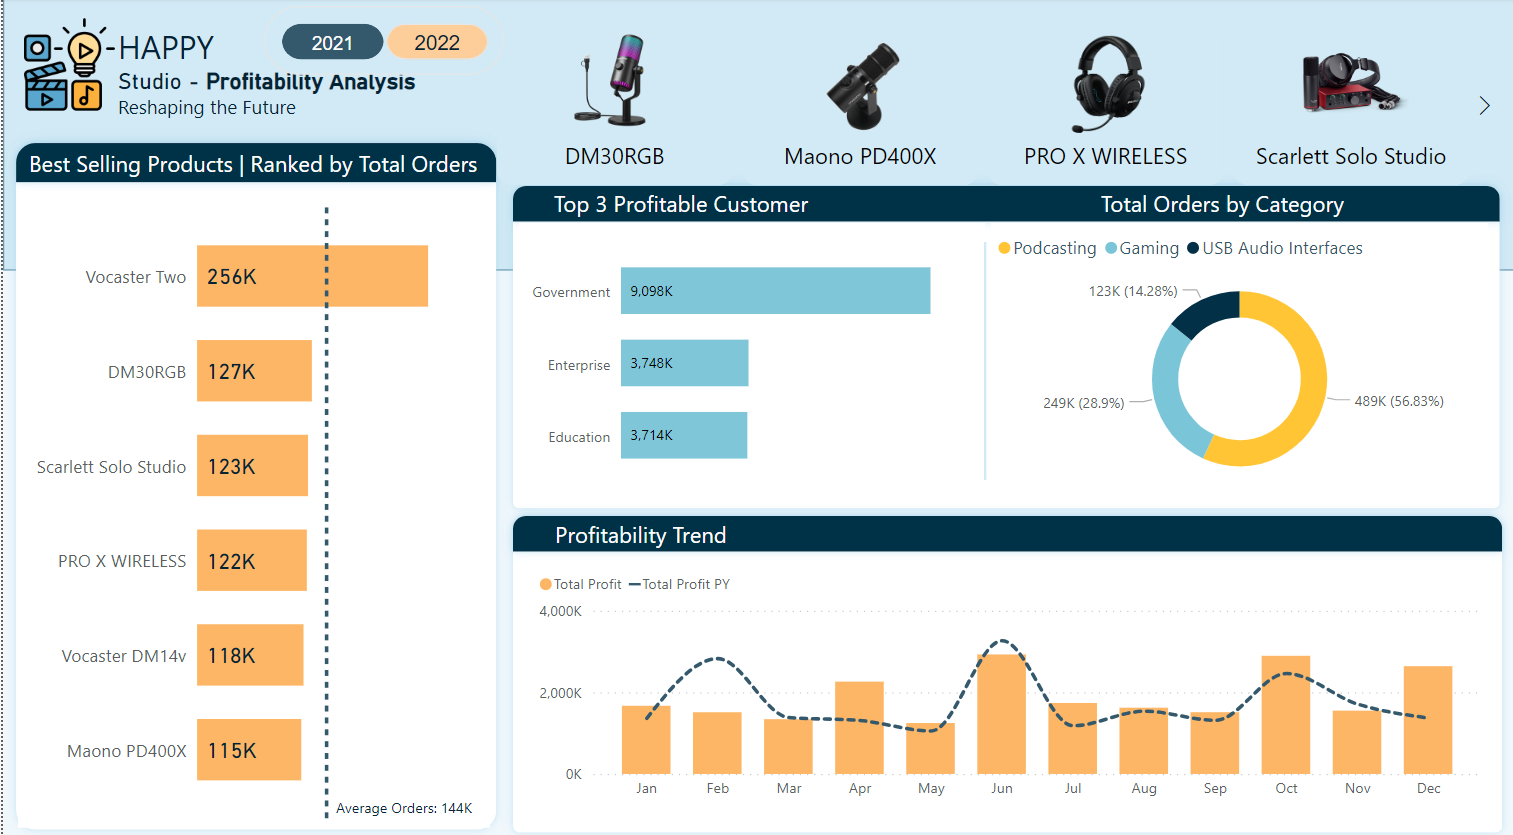 HAPPY
Studio - Profitability Analysis
Reshaping the Future
2021
2022
DM30RGB
Maono PD400X
PRO X WIRELESS
Scarlett Solo Studio
Best Selling Products | Ranked by Total Orders
Vocaster Two
256K
DM30RGB
127K
Scarlett Solo Studio
123K
PRO X WIRELESS
122K
Vocaster DM14v
118K
Maono PD400X
115K
Average Orders: 144K
Top 3 Profitable Customer
Government
9,098K
Enterprise
3,748K
Education
3,714K
Total Orders by Category
Podcasting Gaming USB Audio Interfaces
123K (14.28%)
249K (28.9%)
489K (56.83%)
Profitability Trend
Total Profit Total Profit PY
4,000K
2,000K
0K
Jan Feb Mar Apr May Jun Jul Aug Sep Oct Nov Dec